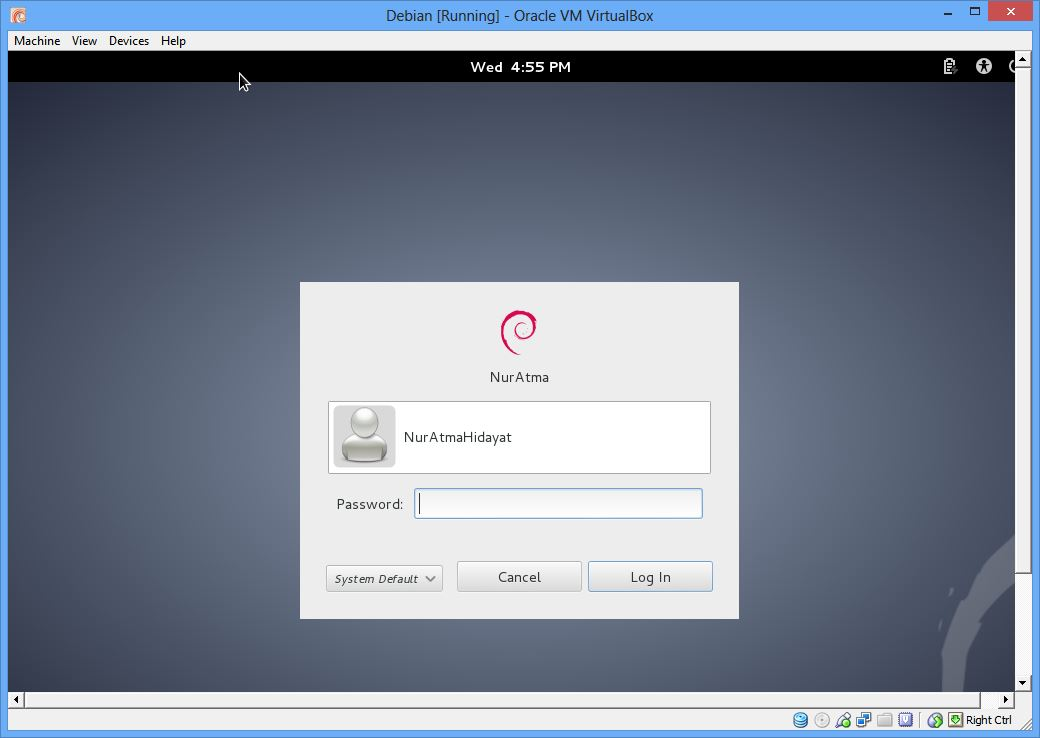 Debian [Running] - Oracle VM VirtualBox
Machine View Devices Help
Wed 4:55 PM
NurAtma
NurAtmaHidayat
Password:
System Default Cancel Log In
Right Ctrl